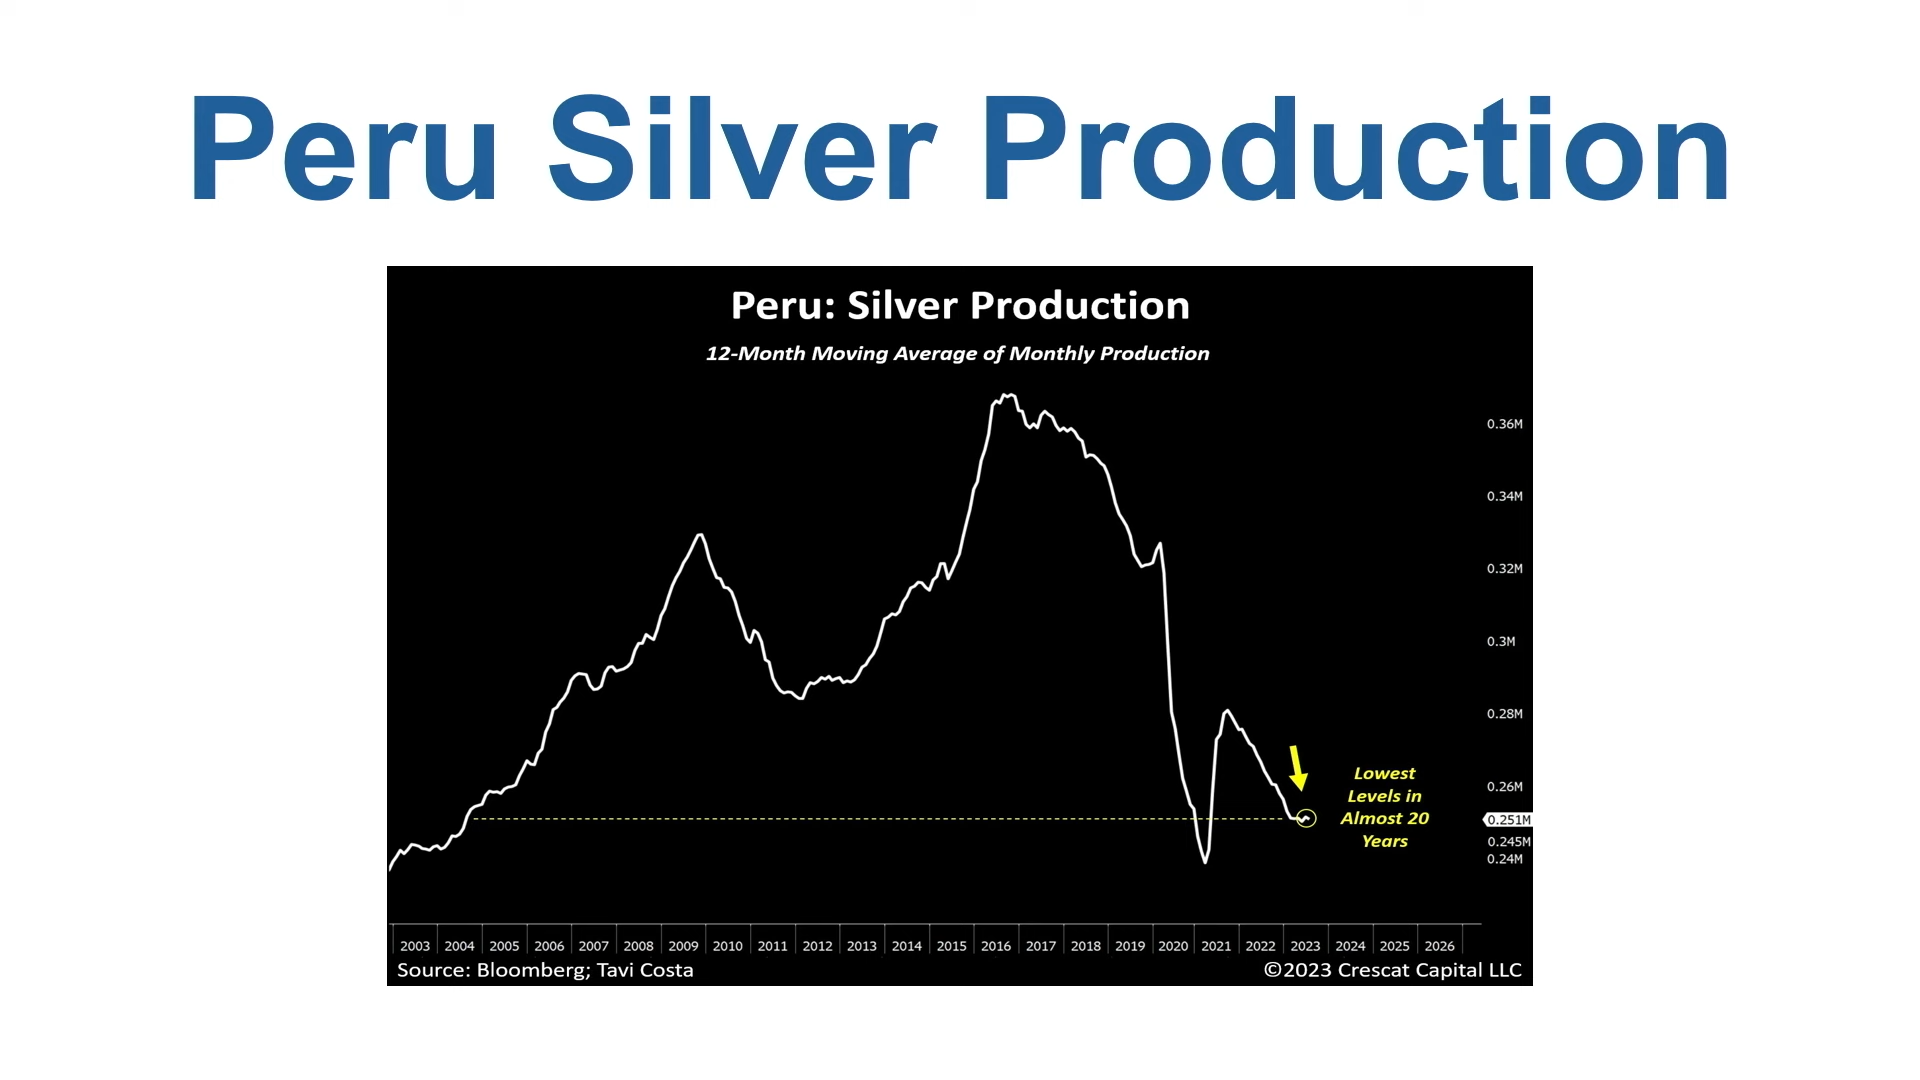 Peru Silver Production
Peru: Silver Production
12-Month Moving Average of Monthly Production
0.36M
0.34M
0.32M
0.3M
0.28M
0.26M
0.251M
0.245M
0.24M
Lowest
Levels in
Almost 20
Years
2003 2004 2005 2006 2007 2008 2009 2010 2011 2012 2013 2014 2015 2016 2017 2018 2019 2020 2021 2022 2023 2024 2025 2026
Source: Bloomberg; Tavi Costa
©2023 Crescat Capital LLC